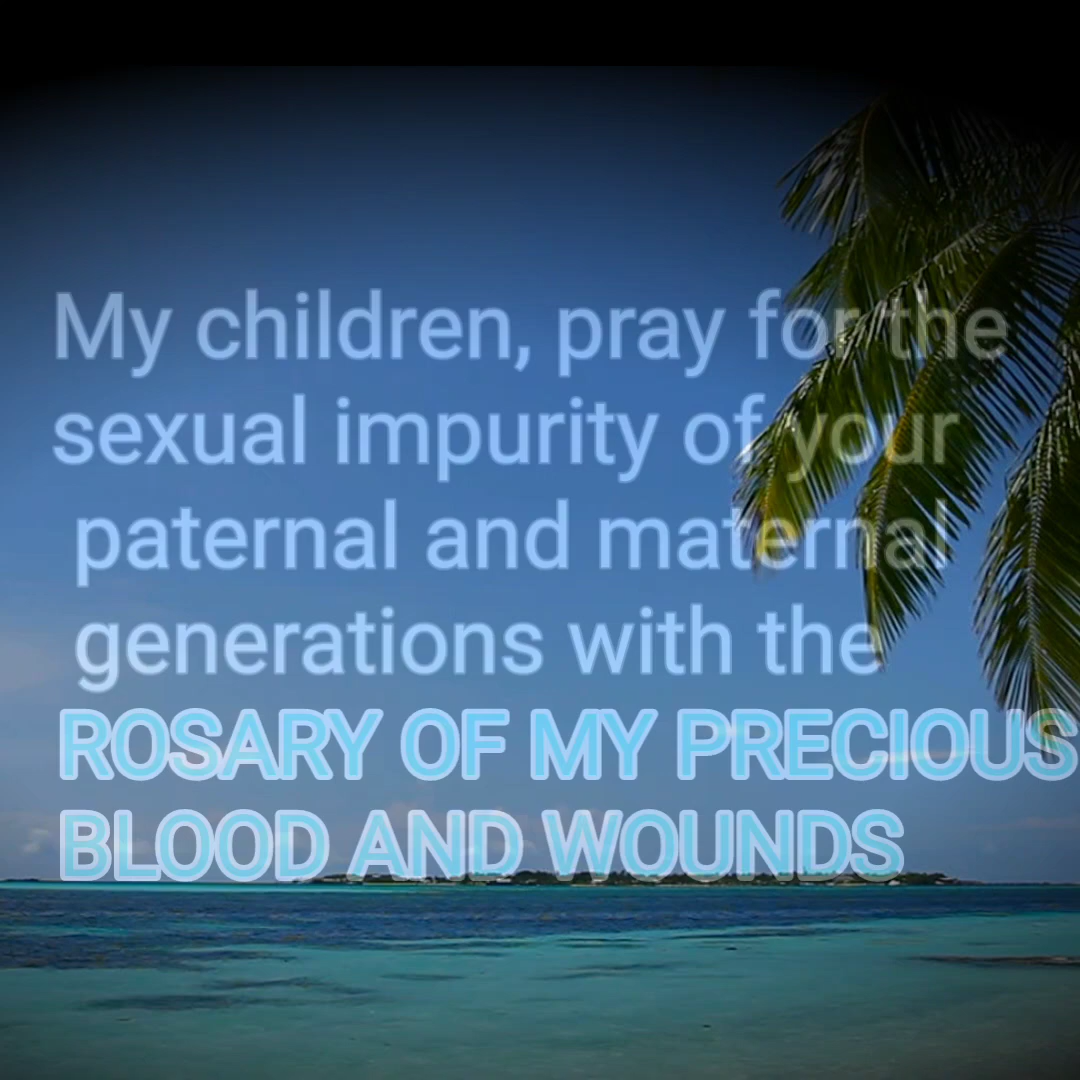 My children, pray for the
sexual impurity of your
paternal and maternal
generations with the
ROSARY OF MY PRECIOUS
BLOOD AND WOUNDS